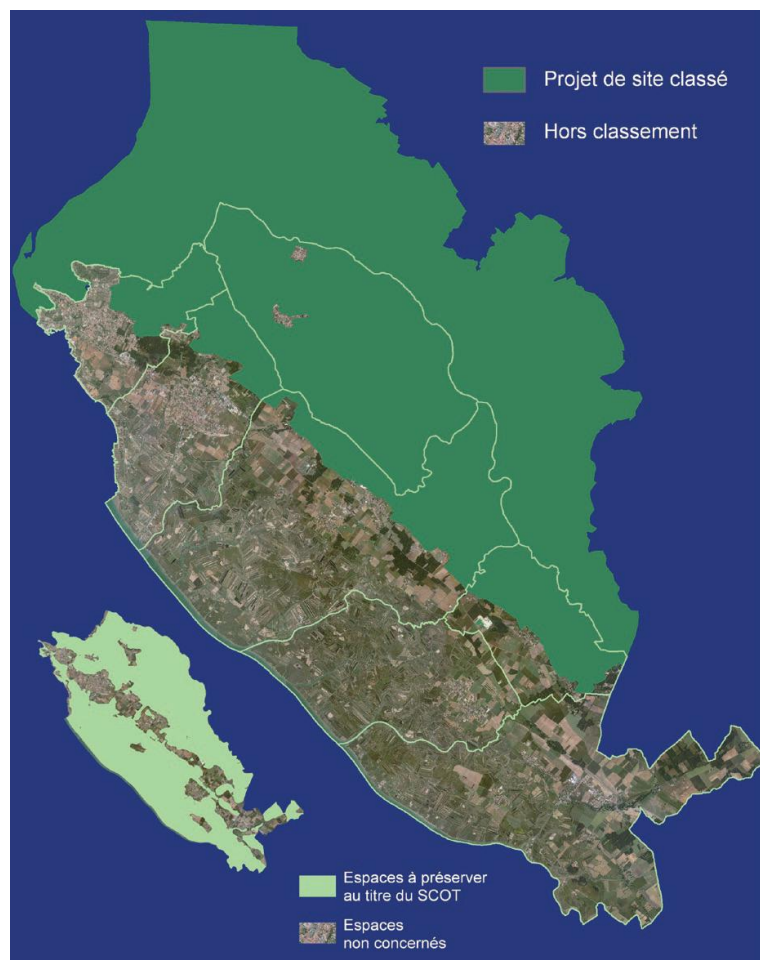 Projet de site classé
Hors classement
Espaces à préserver
au titre du SCOT
Espaces
non concernés